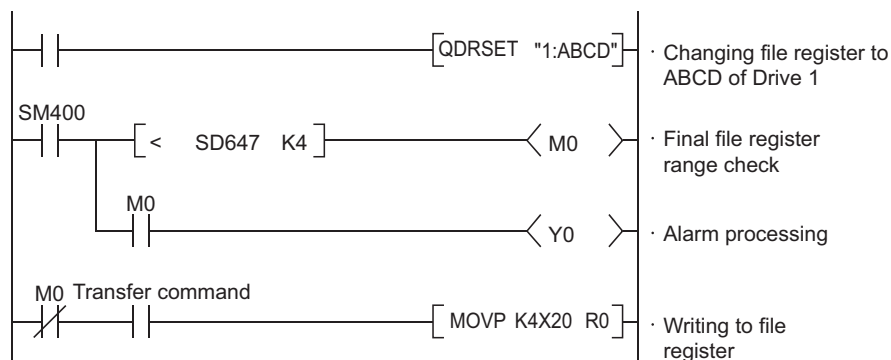 QDRSET "1:ABCD"
· Changing file register to
ABCD of Drive 1
SM400
< SD647 K4
M0
· Final file register
range check
M0
Y0
· Alarm processing
M0 Transfer command
MOVP K4X20 R0
· Writing to file
register